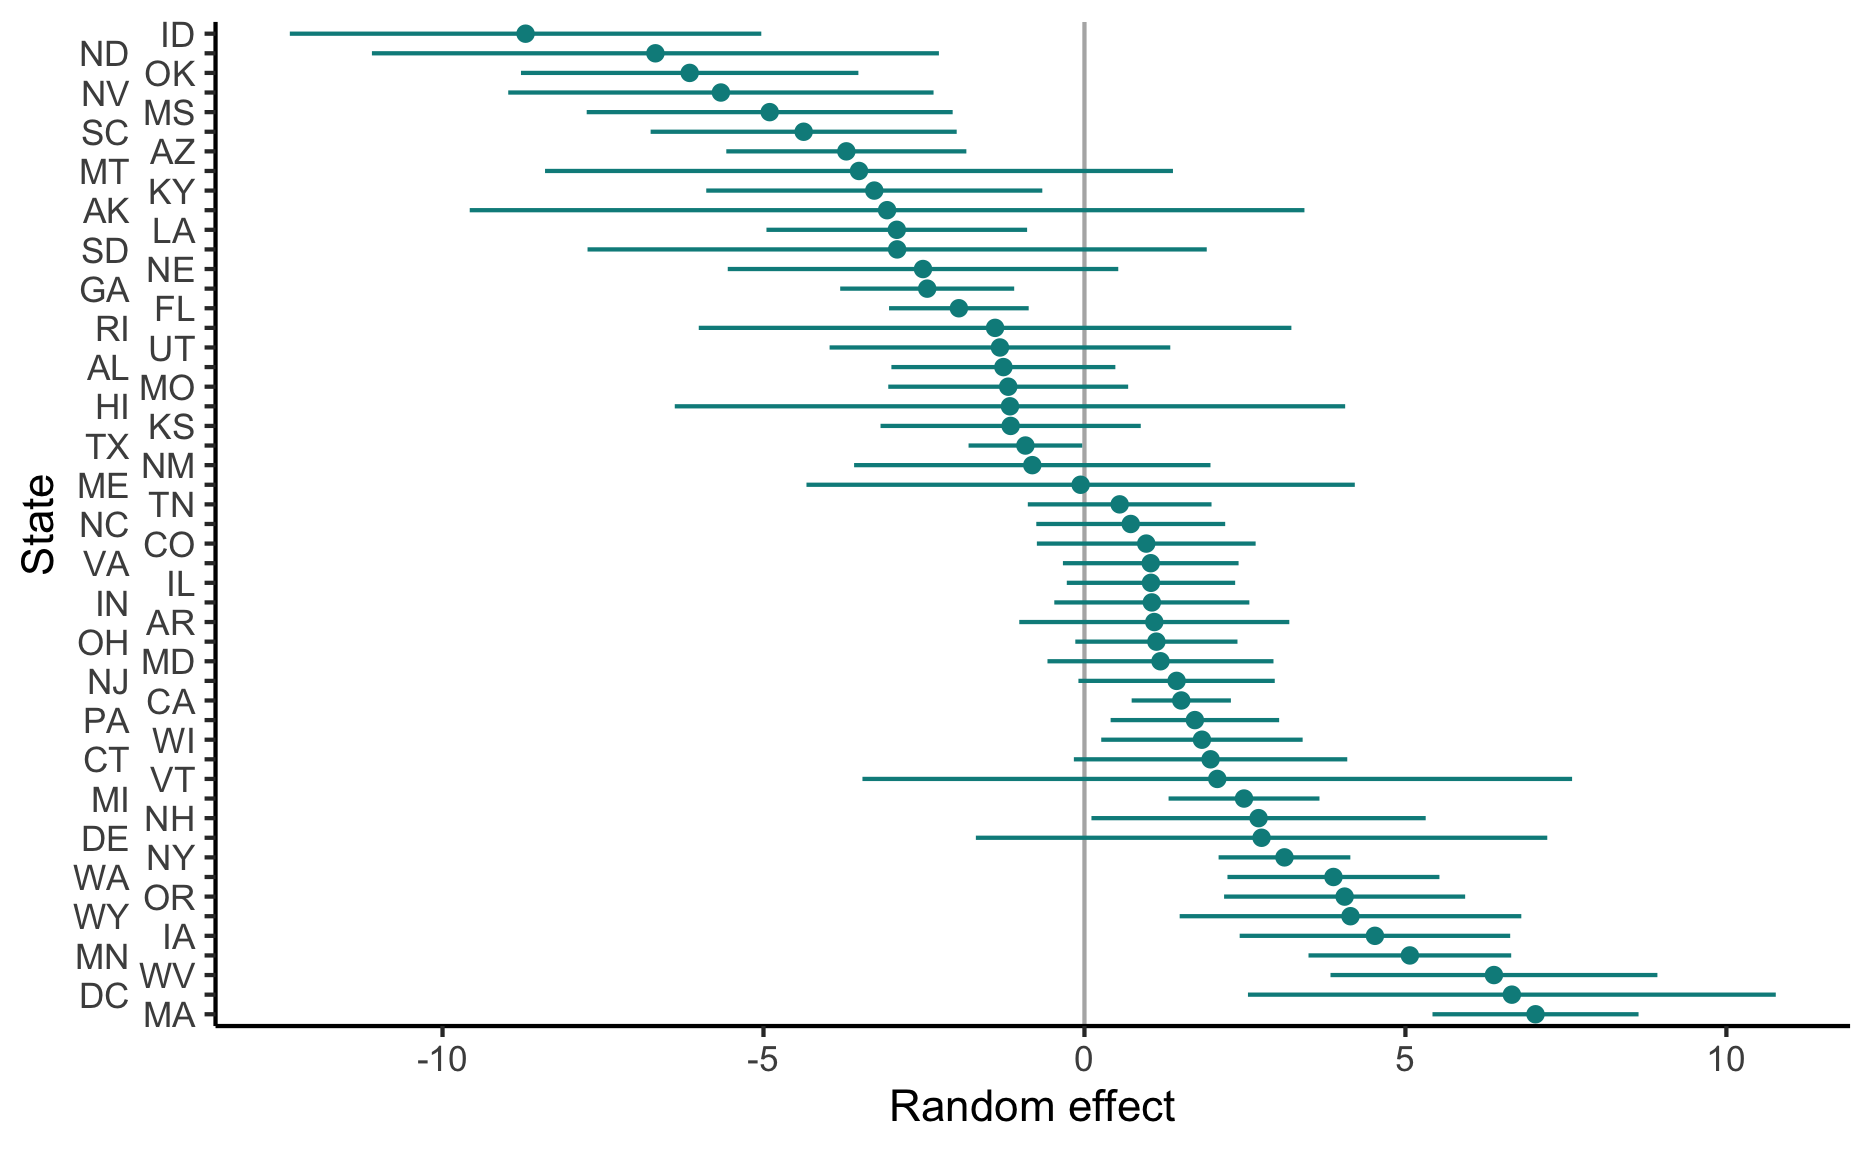 ID
ND
OK
NV
MS
SC
AZ
MT
KY
AK
LA
SD
NE
GA
FL
RI
UT
AL
MO
HI
KS
TX
NM
ME
TN
NC
CO
VA
IL
IN
AR
OH
MD
NJ
CA
PA
WI
CT
VT
MI
NH
DE
NY
WA
OR
WY
IA
MN
WV
DC
MA
State
-10 -5 0 5 10
Random effect